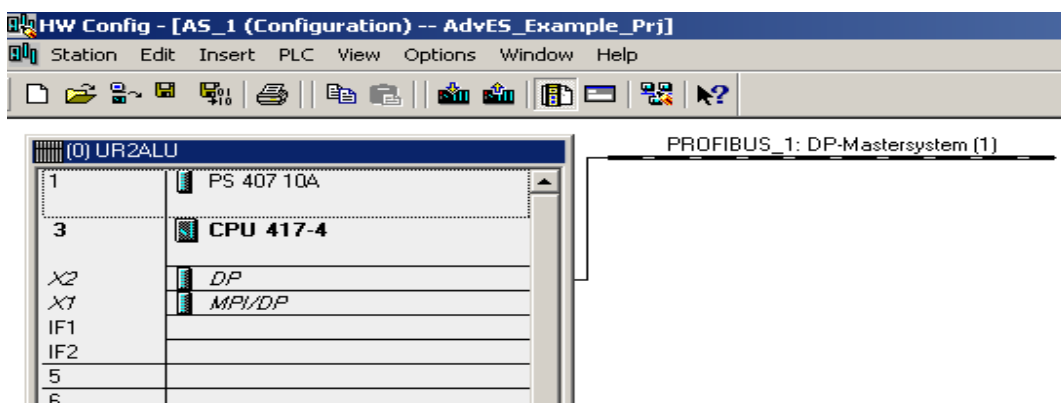 HW Config - [AS_1 (Configuration) -- AdvES_Example_Prj]
Station Edit Insert PLC View Options Window Help
(0) UR2ALU
PROFIBUS_1: DP-Mastersystem (1)
1 PS 407 10A
3 CPU 417-4
X2 DP
X1 MPI/DP
IF1
IF2
5
6